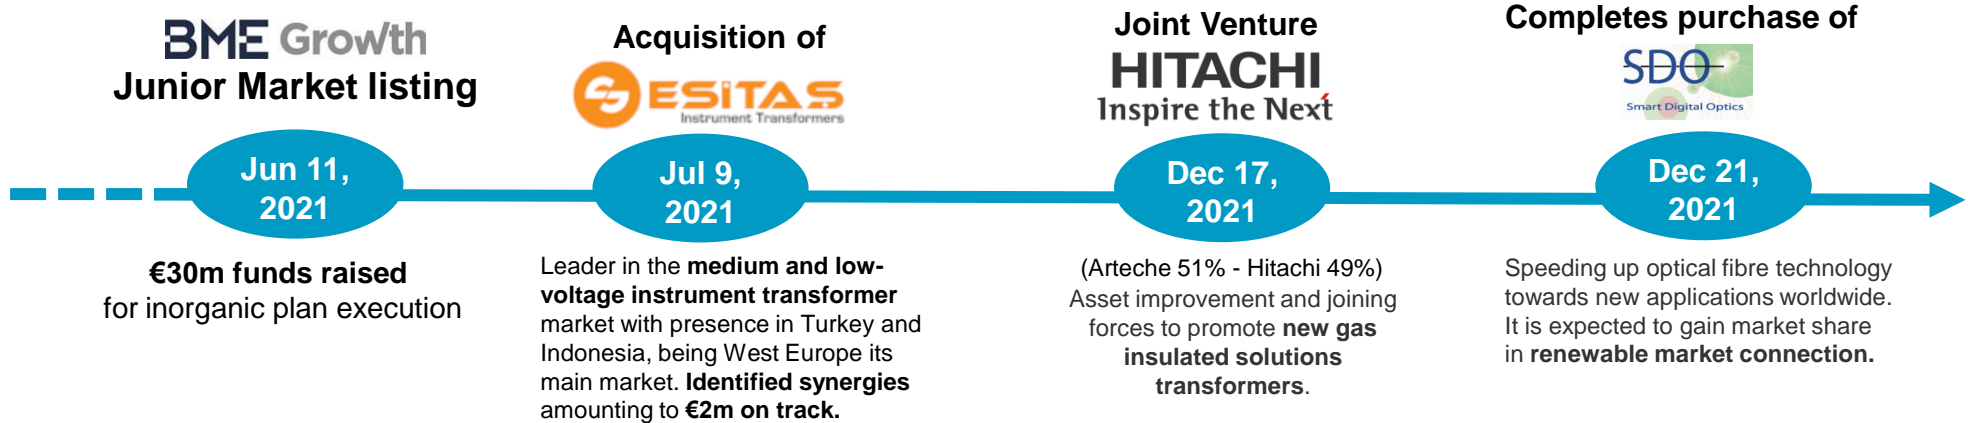 BME Growth
Junior Market listing
Jun 11,
2021
€30m funds raised
for inorganic plan execution
Acquisition of
ESiTAŞ
Instrument Transformers
Jul 9,
2021
Leader in the medium and low-
voltage instrument transformer
market with presence in Turkey and
Indonesia, being West Europe its
main market. Identified synergies
amounting to €2m on track.
Joint Venture
HITACHI
Inspire the Next
Dec 17,
2021
(Arteche 51% - Hitachi 49%)
Asset improvement and joining
forces to promote new gas
insulated solutions
transformers.
Completes purchase of
SDO
Smart Digital Optics
Dec 21,
2021
Speeding up optical fibre technology
towards new applications worldwide.
It is expected to gain market share
in renewable market connection.